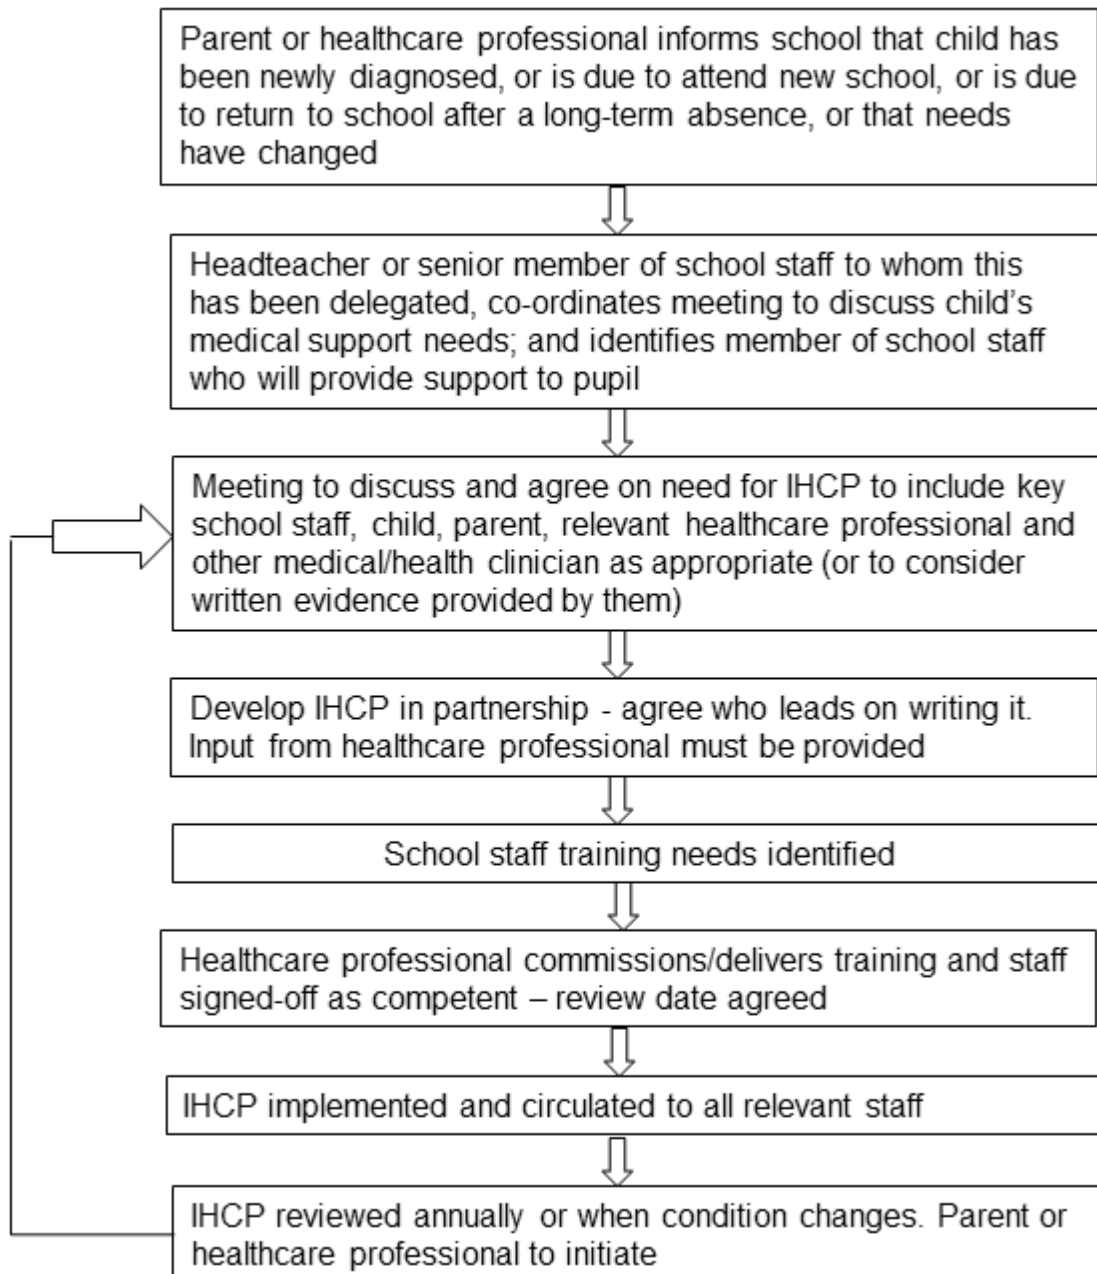 Parent or healthcare professional informs school that child has
been newly diagnosed, or is due to attend new school, or is due
to return to school after a long-term absence, or that needs
have changed
Headteacher or senior member of school staff to whom this
has been delegated, co-ordinates meeting to discuss child's
medical support needs; and identifies member of school staff
who will provide support to pupil
Meeting to discuss and agree on need for IHCP to include key
school staff, child, parent, relevant healthcare professional and
other medical/health clinician as appropriate (or to consider
written evidence provided by them)
Develop IHCP in partnership - agree who leads on writing it.
Input from healthcare professional must be provided
School staff training needs identified
Healthcare professional commissions/delivers training and staff
signed-off as competent – review date agreed
IHCP implemented and circulated to all relevant staff
IHCP reviewed annually or when condition changes. Parent or
healthcare professional to initiate